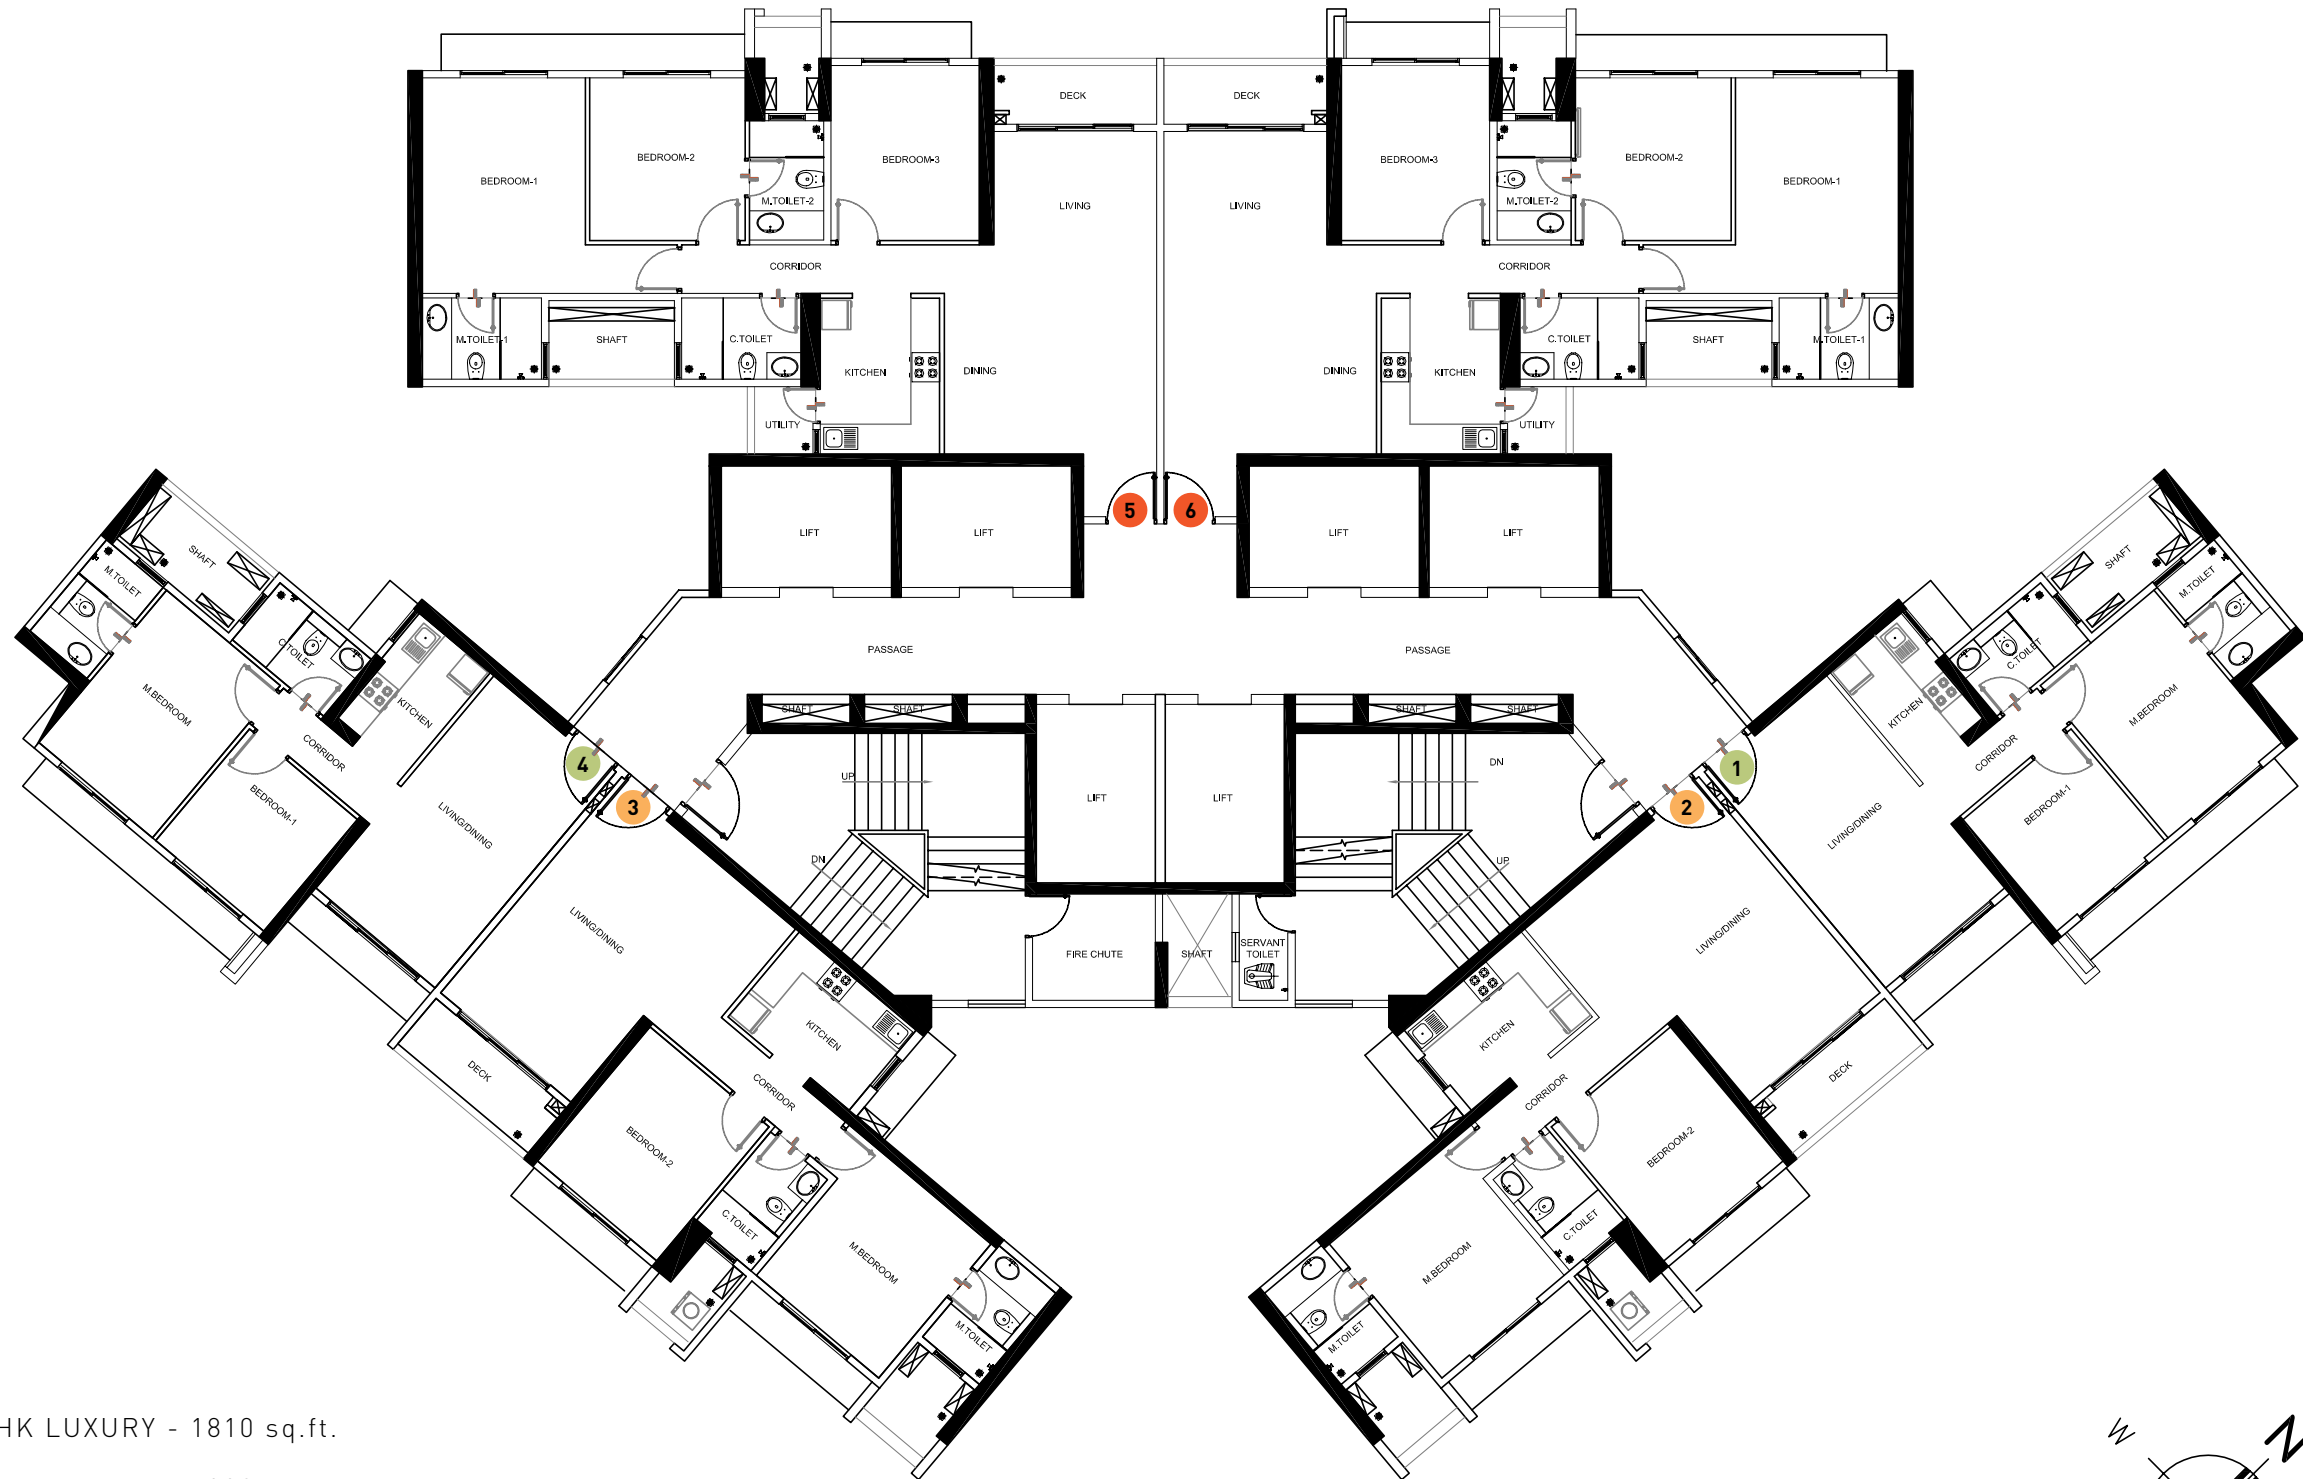 DECK DECK
BEDROOM-2 BEDROOM-3 BEDROOM-3 BEDROOM-2
BEDROOM-1 BEDROOM-1
M.TOILET-2 LIVING LIVING M.TOILET-2
CORRIDOR CORRIDOR
M.TOILET-1 SHAFT C.TOILET C.TOILET SHAFT M.TOILET-1
KITCHEN DINING DINING KITCHEN
UTILITY UTILITY
5 6
LIFT LIFT LIFT LIFT
SHAFT SHAFT
M.TOILET M.TOILET
C.TOILET C.TOILET
PASSAGE PASSAGE
M.BEDROOM KITCHEN KITCHEN M.BEDROOM
SHAFT SHAFT SHAFT SHAFT
CORRIDOR CORRIDOR
4 1
UP DN
3 2
BEDROOM-1 LIFT LIFT BEDROOM-1
LIVING/DINING LIVING/DINING
DN UP
LIVING/DINING LIVING/DINING
FIRE CHUTE SHAFT SERVANT
TOILET
KITCHEN KITCHEN
DECK DECK
CORRIDOR CORRIDOR
BEDROOM-2 BEDROOM-2
C.TOILET C.TOILET
M.BEDROOM M.BEDROOM
M.TOILET M.TOILET
HK LUXURY - 1810 sq.ft.
W N